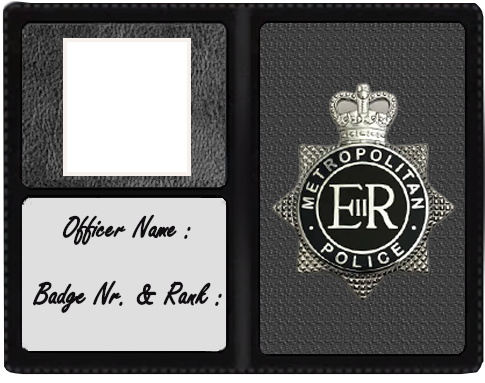 Officer Name :
Badge Nr. & Rank :
METROPOLITAN
EIIR
POLICE